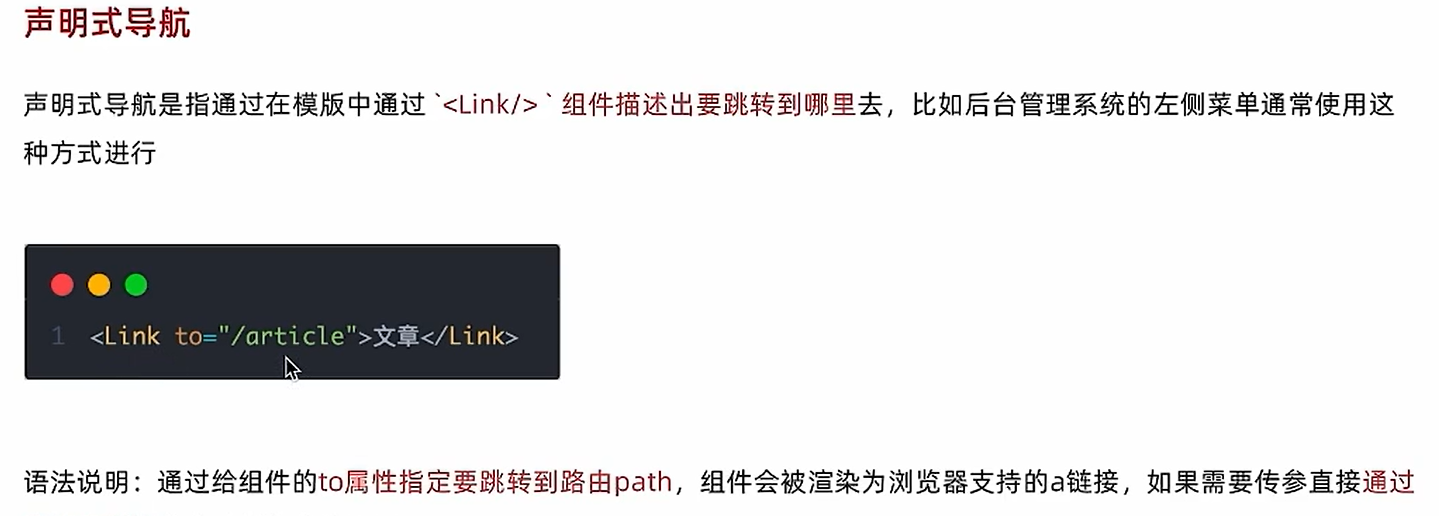 声明式导航
声明式导航是指通过在模版中通过 `<Link/> ` 组件描述出要跳转到哪里去，比如后台管理系统的左侧菜单通常使用这
种方式进行
1 <Link to="/article">文章</Link>
语法说明：通过给组件的to属性指定要跳转到路由path，组件会被渲染为浏览器支持的a链接，如果需要传参直接通过